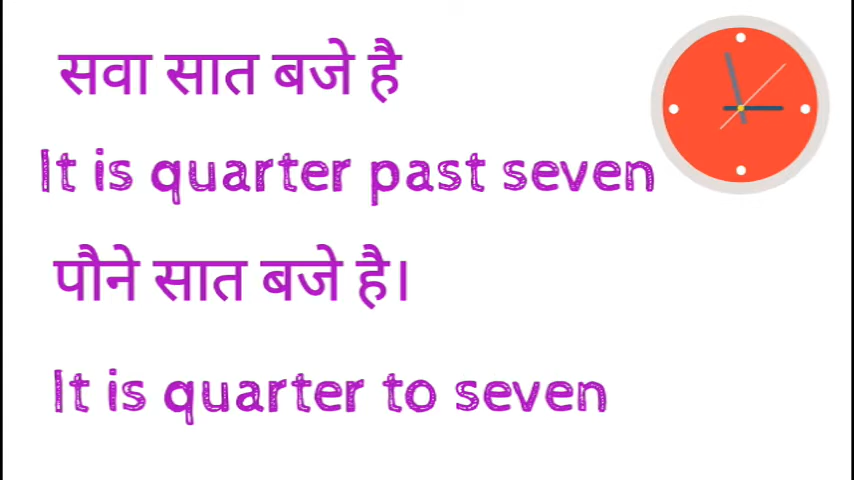 सवा सात बजे है
It is quarter past seven
पौने सात बजे है।
It is quarter to seven